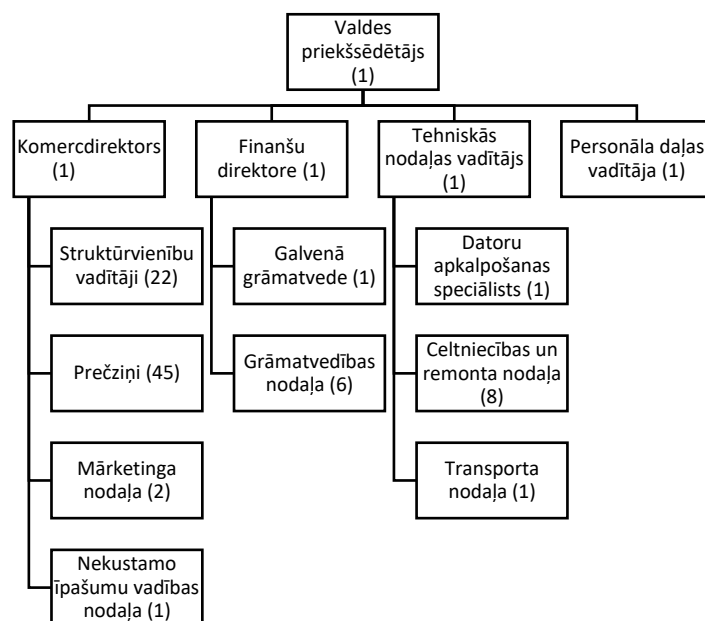 Valdes
priekšsēdētājs
(1)
Komercdirektors
(1)
Finanšu
direktore (1)
Tehniskās
nodaļas vadītājs
(1)
Personāla daļas
vadītāja (1)
Struktūrvienību
vadītāji (22)
Galvenā
grāmatvede (1)
Datoru
apkalpošanas
speciālists (1)
Prečziņi (45)
Grāmatvedības
nodaļa (6)
Celtniecības un
remonta nodaļa
(8)
Mārketinga
nodaļa (2)
Transporta
nodaļa (1)
Nekustamo
īpašumu vadības
nodaļa (1)